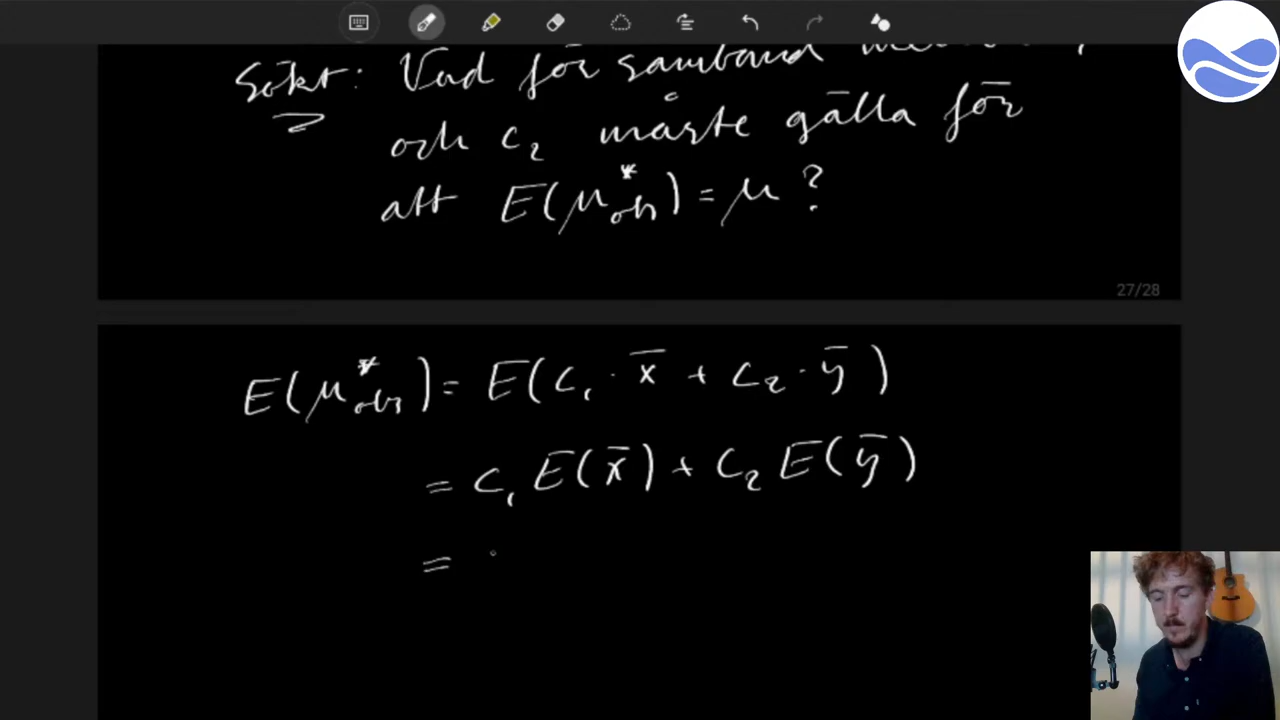 Sökt: Vad för samband
och c₂ måste gälla för
att E(μ*obs) = μ ?
27/28
E(μ*obs) = E(c₁ · x̄ + c₂ · ȳ)
= c₁ E(x̄) + c₂ E(ȳ)
=